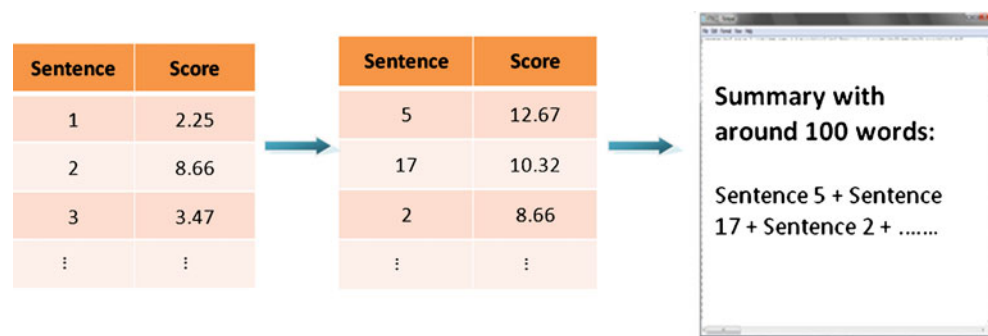 Sentence Score
1 2.25
2 8.66
3 3.47
⋮ ⋮
Sentence Score
5 12.67
17 10.32
2 8.66
⋮ ⋮
Summary with
around 100 words:
Sentence 5 + Sentence
17 + Sentence 2 + .......